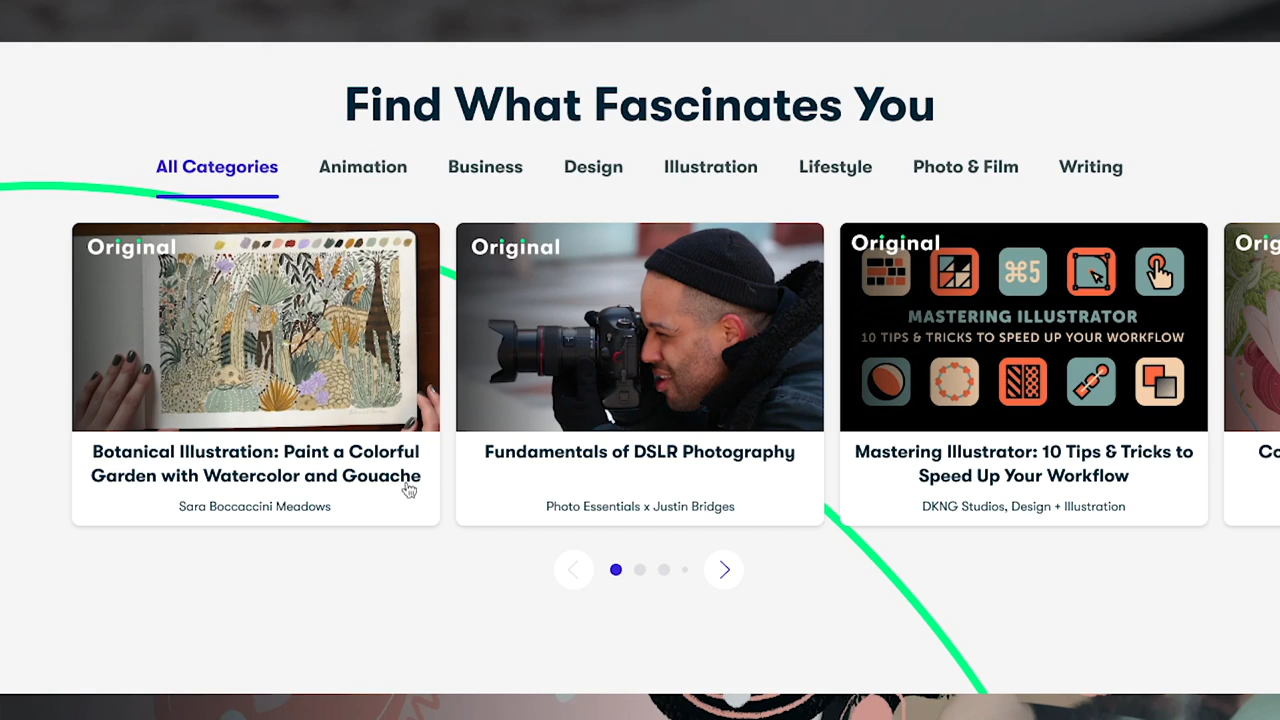 Find What Fascinates You
All Categories Animation Business Design Illustration Lifestyle Photo & Film Writing
Original
Botanical Illustration: Paint a Colorful
Garden with Watercolor and Gouache
Sara Boccaccini Meadows
Original
Fundamentals of DSLR Photography
Photo Essentials x Justin Bridges
Original
⌘5
MASTERING ILLUSTRATOR
10 TIPS & TRICKS TO SPEED UP YOUR WORKFLOW
Mastering Illustrator: 10 Tips & Tricks to
Speed Up Your Workflow
DKNG Studios, Design + Illustration
Orig
Co